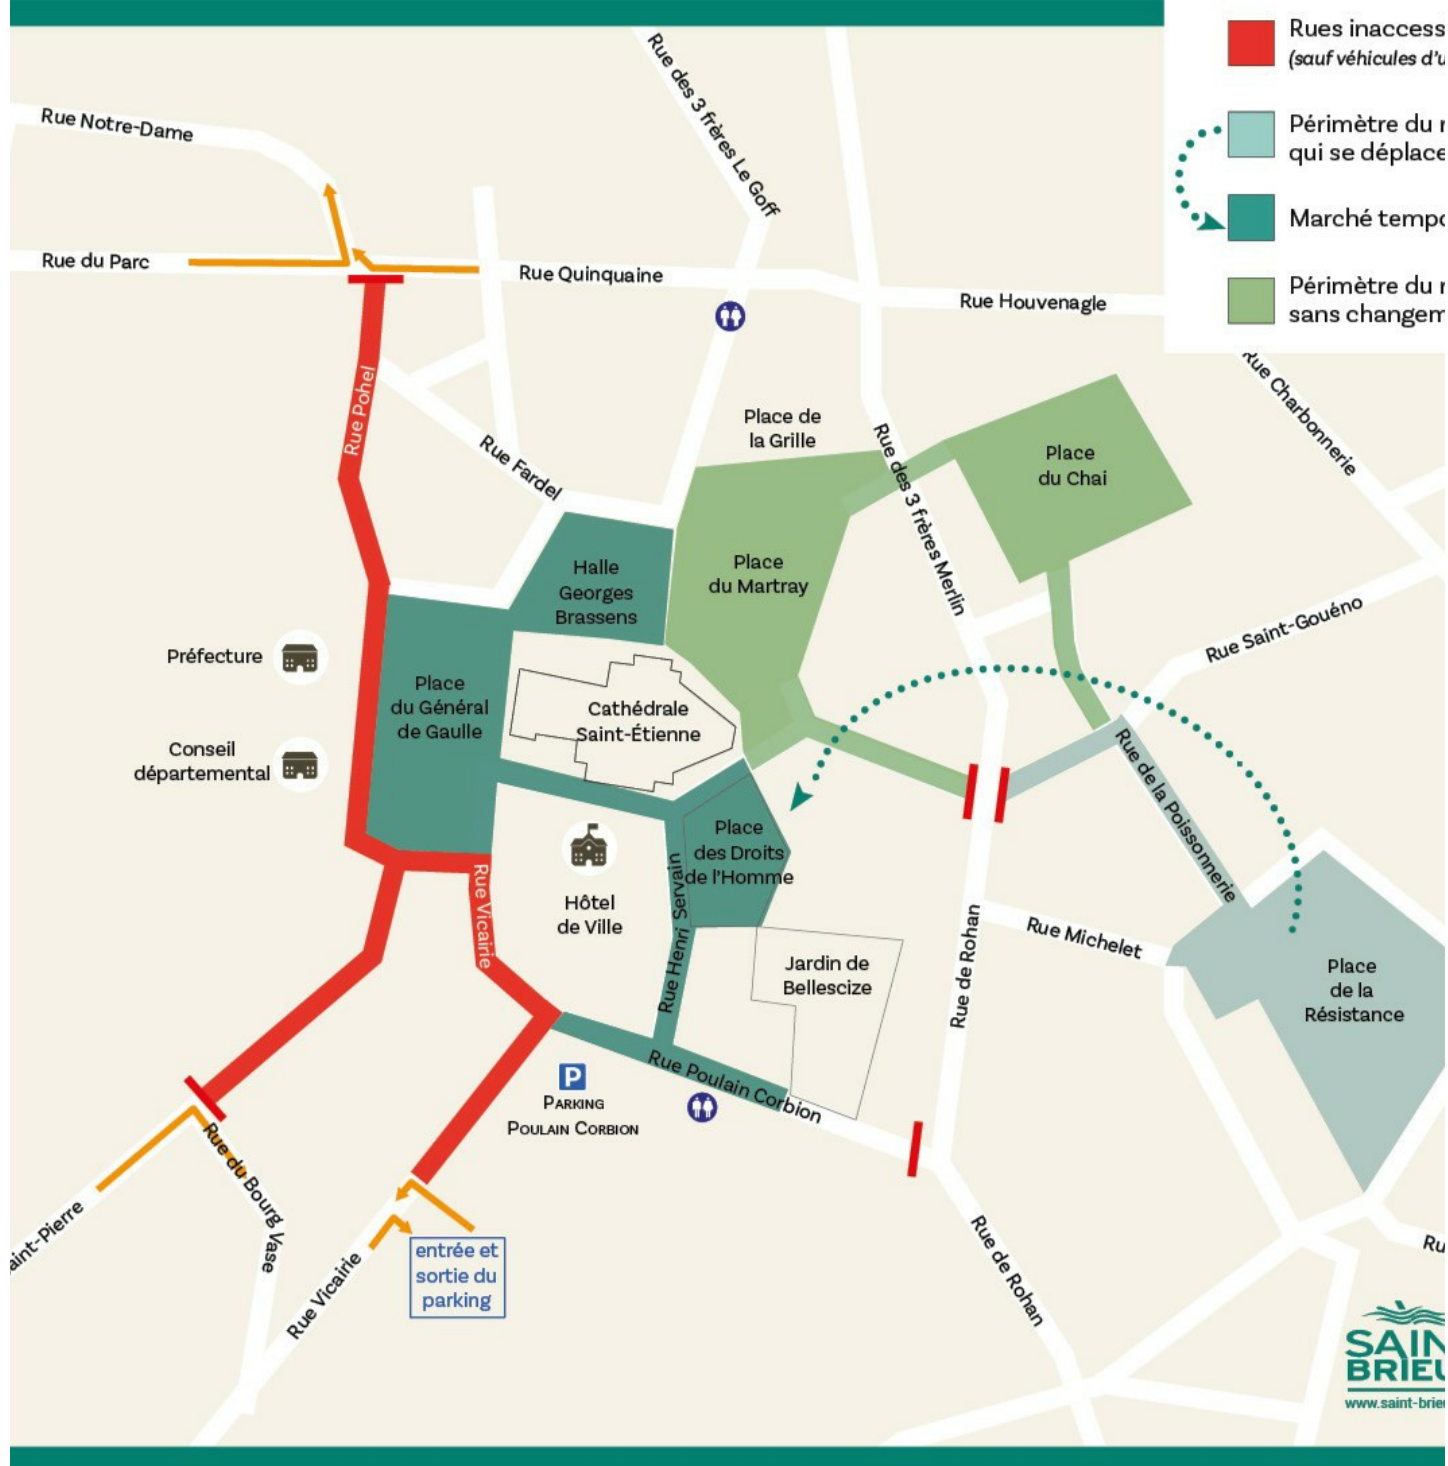 Rues inaccess
(sauf véhicules d'u
Périmètre du
qui se déplace
Marché tempo
Périmètre du
sans changem
Rue des 3 frères Le Goff
Rue Notre-Dame
Rue du Parc
Rue Quinquaine
Rue Houvenagle
Rue Charbonnerie
Rue Pohel
Rue Fardel
Place de
la Grille
Rue des 3 frères Merlin
Place
du Chai
Halle
Georges
Brassens
Place
du Martray
Rue Saint-Gouéno
Préfecture
Place
du Général
de Gaulle
Cathédrale
Saint-Étienne
Conseil
départemental
Rue de la Poissonnerie
Place
des Droits
de l'Homme
Rue Vicairie
Hôtel
de Ville
Rue Henri Servain
Jardin de
Bellescize
Rue de Rohan
Rue Michelet
Place
de la
Résistance
Rue Poulain Corbion
P
PARKING
POULAIN CORBION
Rue du Bourg Vasé
aint-Pierre
Rue Vicairie
entrée et
sortie du
parking
Rue de Rohan
Ru
SAIN
BRIEU
www.saint-brieu